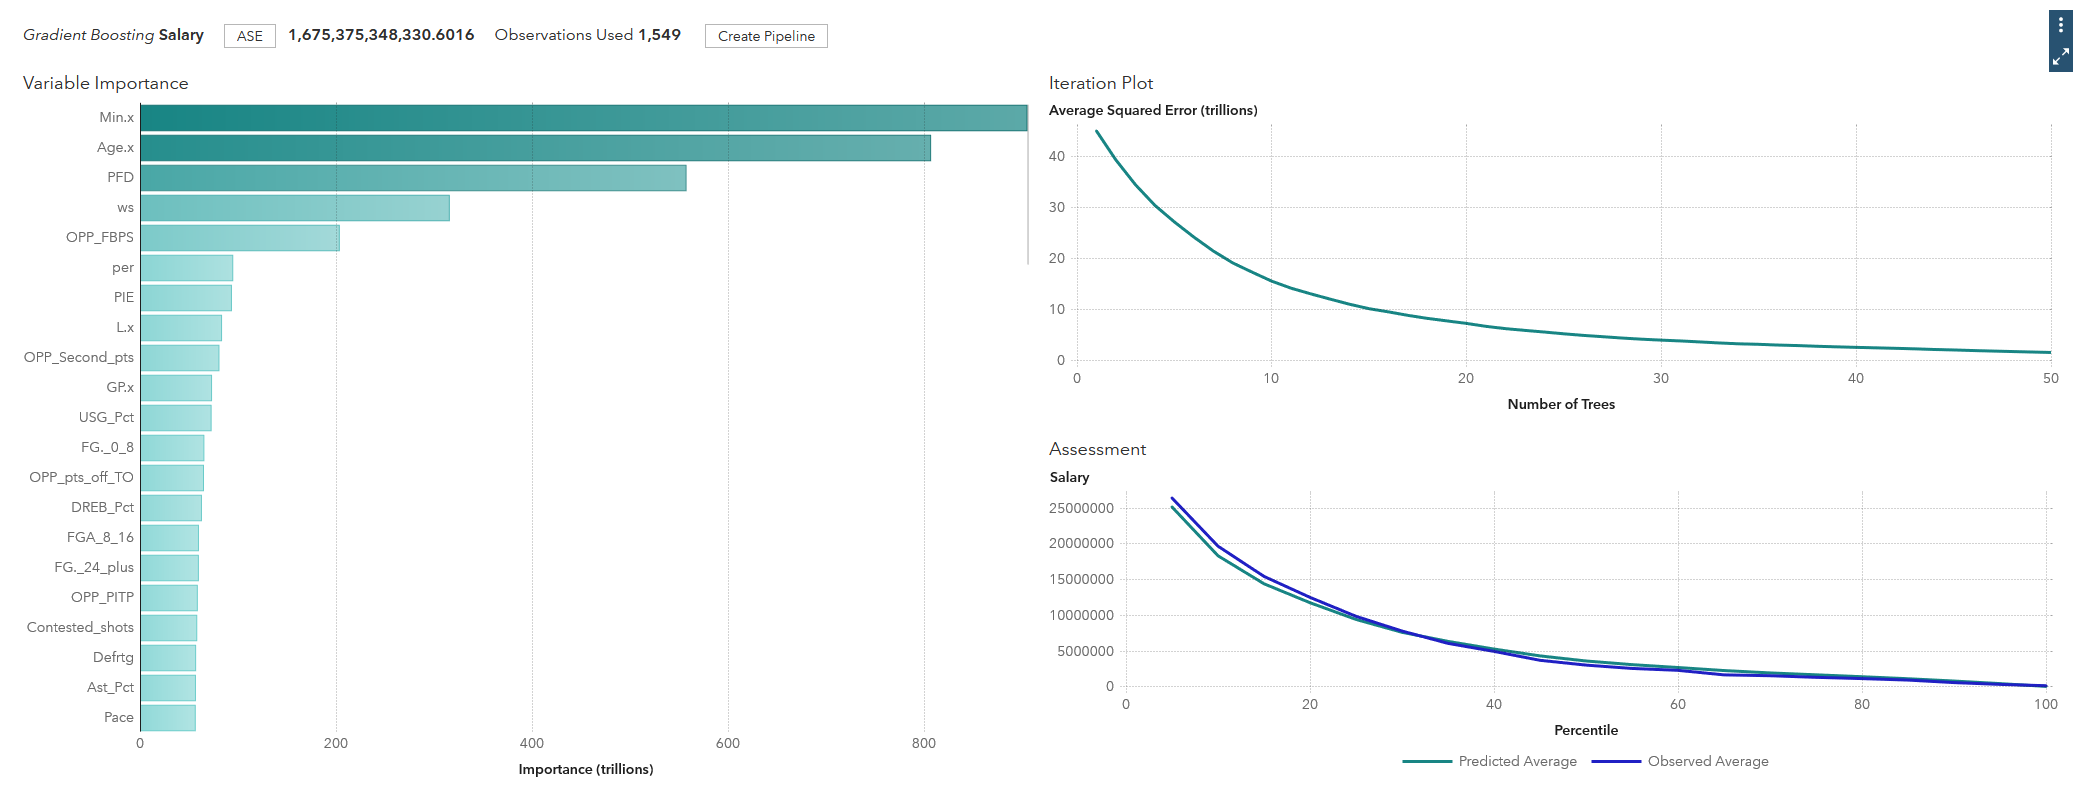 Gradient Boosting Salary ASE 1,675,375,348,330.6016 Observations Used 1,549 Create Pipeline
Variable Importance
Min.x
Age.x
PFD
ws
OPP_FBPS
per
PIE
L.x
OPP_Second_pts
GP.x
USG_Pct
FG._0_8
OPP_pts_off_TO
DREB_Pct
FGA_8_16
FG._24_plus
OPP_PITP
Contested_shots
Defrtg
Ast_Pct
Pace
0 200 400 600 800
Importance (trillions)
Iteration Plot
Average Squared Error (trillions)
40
30
20
10
0
0 10 20 30 40 50
Number of Trees
Assessment
Salary
25000000
20000000
15000000
10000000
5000000
0
0 20 40 60 80 100
Percentile
Predicted Average Observed Average